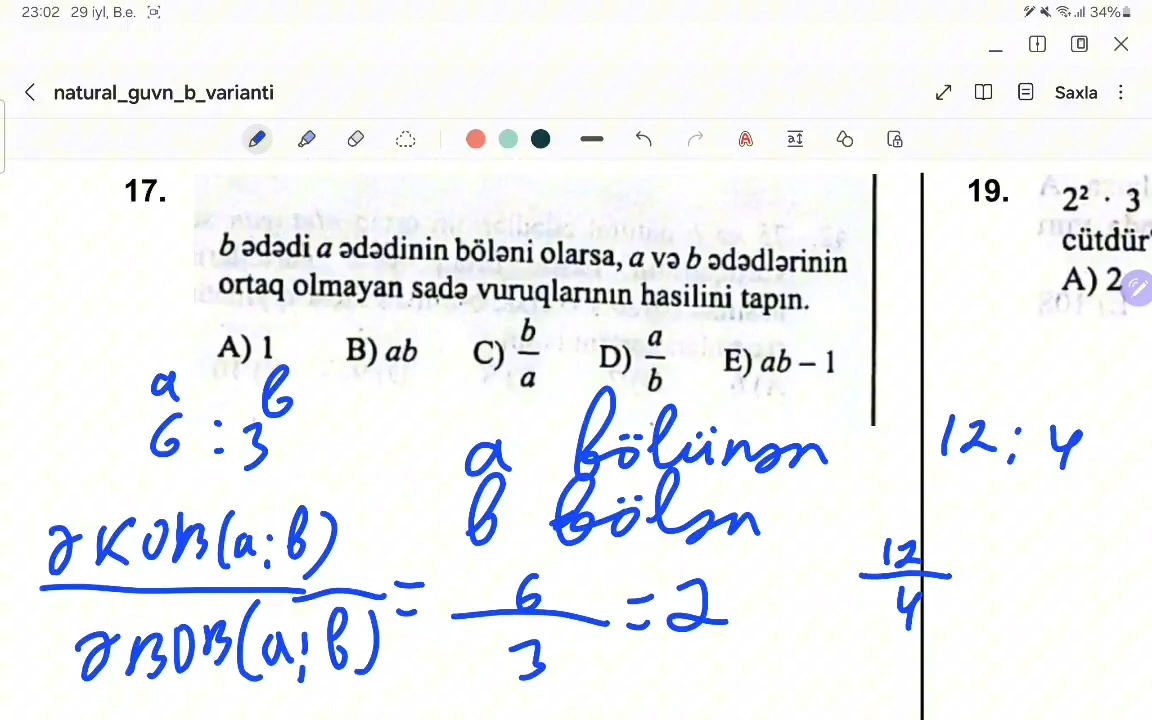 23:02 29 iyl, B.e. 34%
natural_guvn_b_varianti
Saxla
17.
b ədədi a ədədinin böləni olarsa, a və b ədədlərinin
ortaq olmayan sadə vuruqlarının hasilini tapın.
A) 1 B) ab C) b/a D) a/b E) ab – 1
a b
6 : 3
a bölünən
b bölən
ƏKOB(a;b)/ƏBOB(a;b) = 6/3 = 2
19.
2² · 3
cütdür
A) 2
12 ; 4
12/4